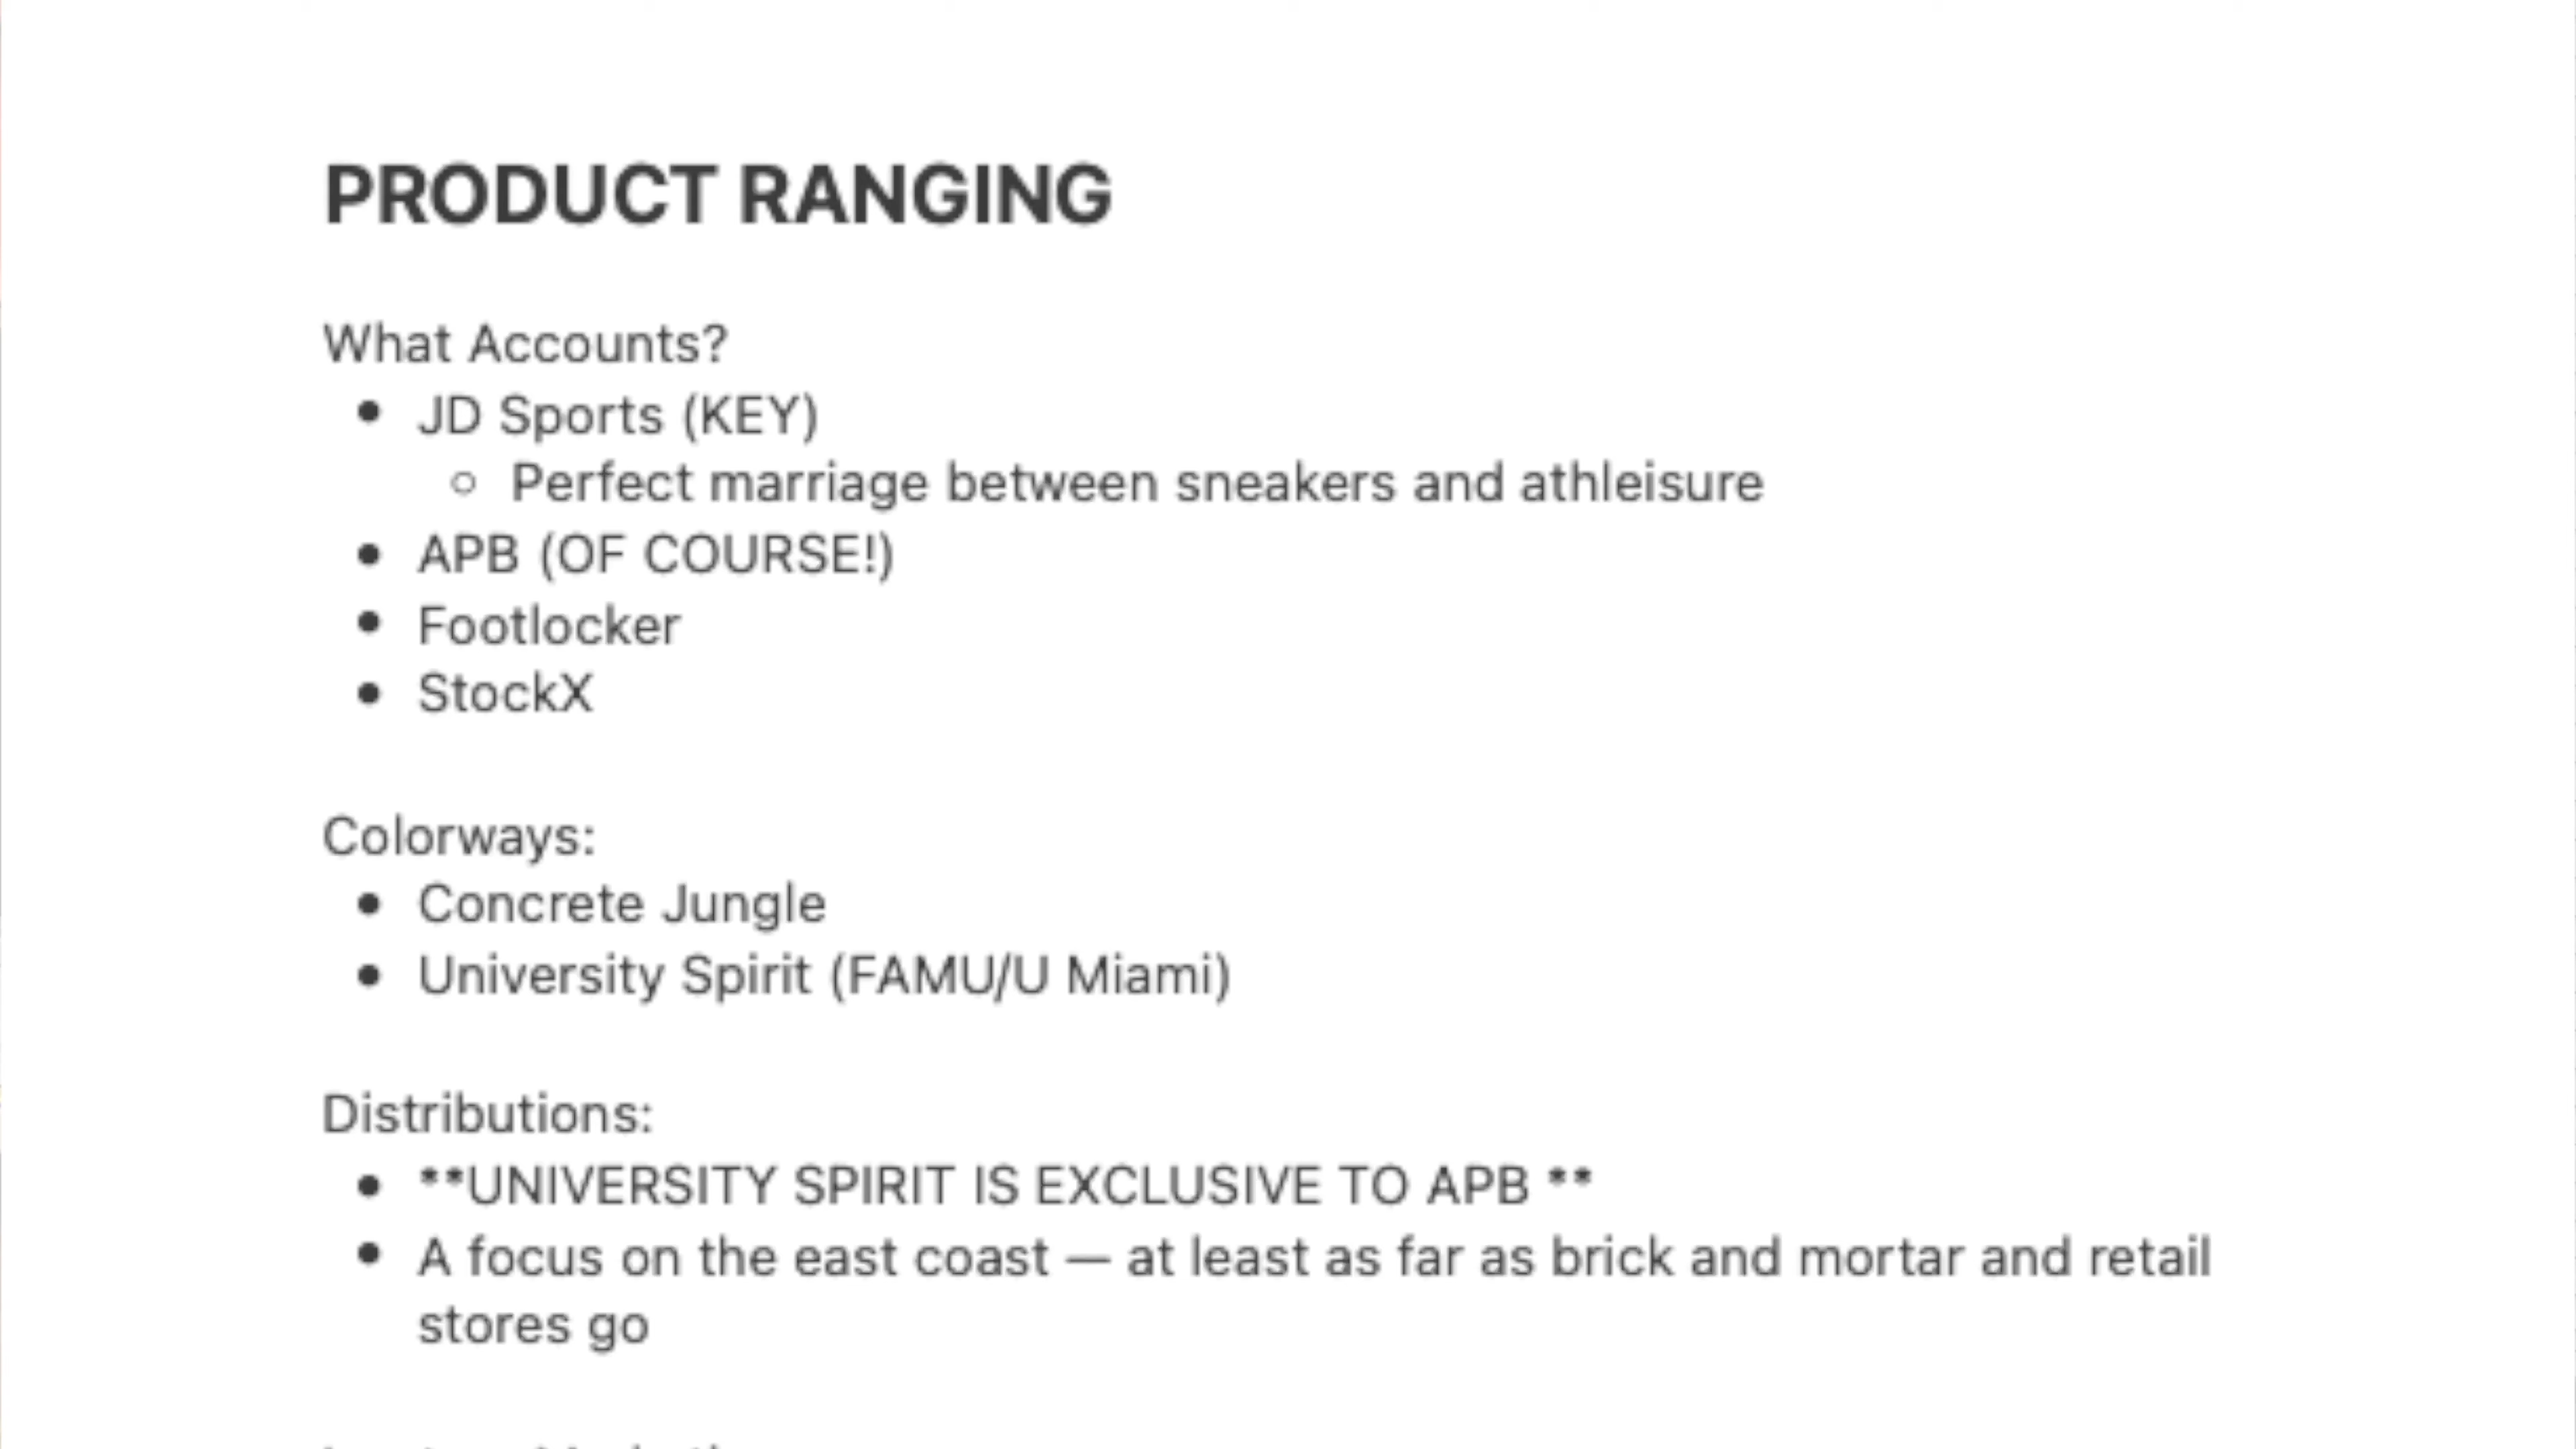 PRODUCT RANGING
What Accounts?
● JD Sports (KEY)
○ Perfect marriage between sneakers and athleisure
● APB (OF COURSE!)
● Footlocker
● StockX
Colorways:
● Concrete Jungle
● University Spirit (FAMU/U Miami)
Distributions:
● **UNIVERSITY SPIRIT IS EXCLUSIVE TO APB **
● A focus on the east coast — at least as far as brick and mortar and retail
stores go